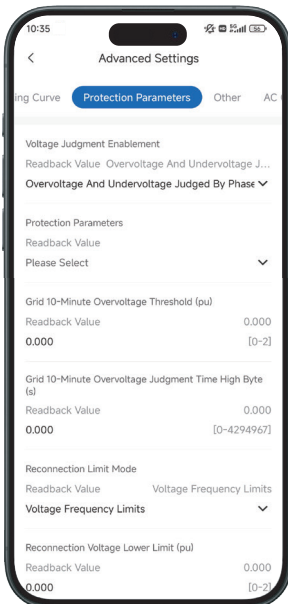 10:35
5G 56
Advanced Settings
ing Curve Protection Parameters Other AC
Voltage Judgment Enablement
Readback Value Overvoltage And Undervoltage J...
Overvoltage And Undervoltage Judged By Phase
Protection Parameters
Readback Value
Please Select
Grid 10-Minute Overvoltage Threshold (pu)
Readback Value 0.000
0.000 [0-2]
Grid 10-Minute Overvoltage Judgment Time High Byte
(s)
Readback Value 0.000
0.000 [0-4294967]
Reconnection Limit Mode
Readback Value Voltage Frequency Limits
Voltage Frequency Limits
Reconnection Voltage Lower Limit (pu)
Readback Value 0.000
0.000 [0-2]